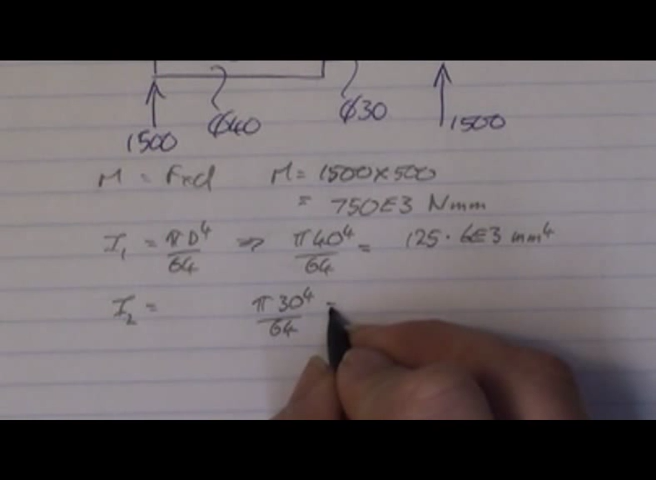 1500 Ø40 Ø30 1500
M = Fxd M = 1500x500
= 750E3 Nmm
I₁ = πD⁴/64 => π40⁴/64 = 125.6E3 mm⁴
I₂ = π30⁴/64 =